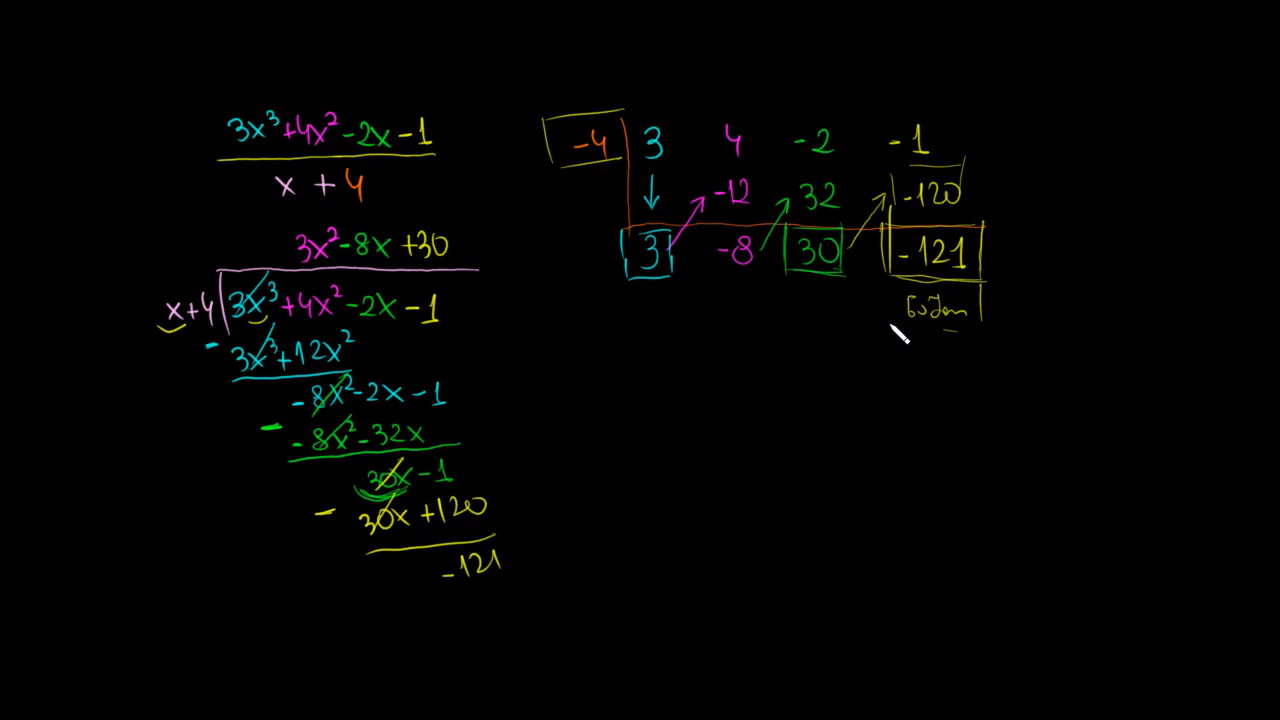 3x³+4x²-2x-1
x + 4
3x²-8x+30
x+4 3x³+4x²-2x-1
- 3x³+12x²
-8x²-2x-1
- -8x²-32x
30x-1
- 30x+120
-121
-4 3 4 -2 -1
-12 32 -120
3 -8 30 -121